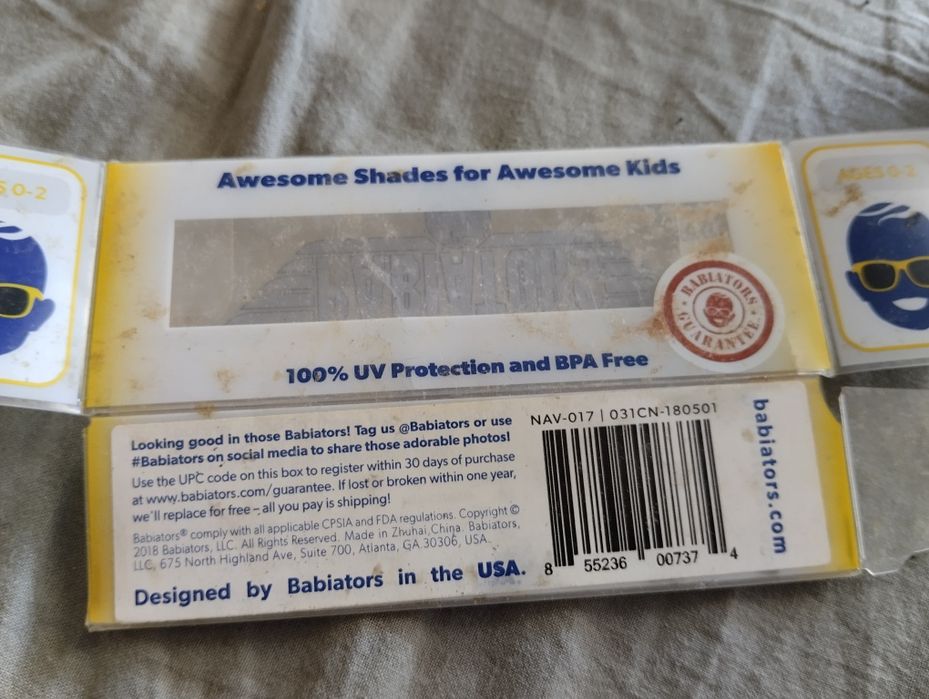 S 0-2
Awesome Shades for Awesome Kids
AGES 0-2
BABIATORS
BABIATORS
GUARANTEE
100% UV Protection and BPA Free
Looking good in those Babiators! Tag us @Babiators or use
#Babiators on social media to share those adorable photos!
Use the UPC code on this box to register within 30 days of purchase
at www.babiators.com/guarantee. If lost or broken within one year,
we'll replace for free – all you pay is shipping!
Babiators® comply with all applicable CPSIA and FDA regulations. Copyright ©
2018 Babiators, LLC. All Rights Reserved. Made in Zhuhai,China. Babiators,
LLC, 675 North Highland Ave, Suite 700, Atlanta, GA 30306, USA.
Designed by Babiators in the USA.
NAV-017 | 031CN-180501
8 55236 00737 4
babiators.com